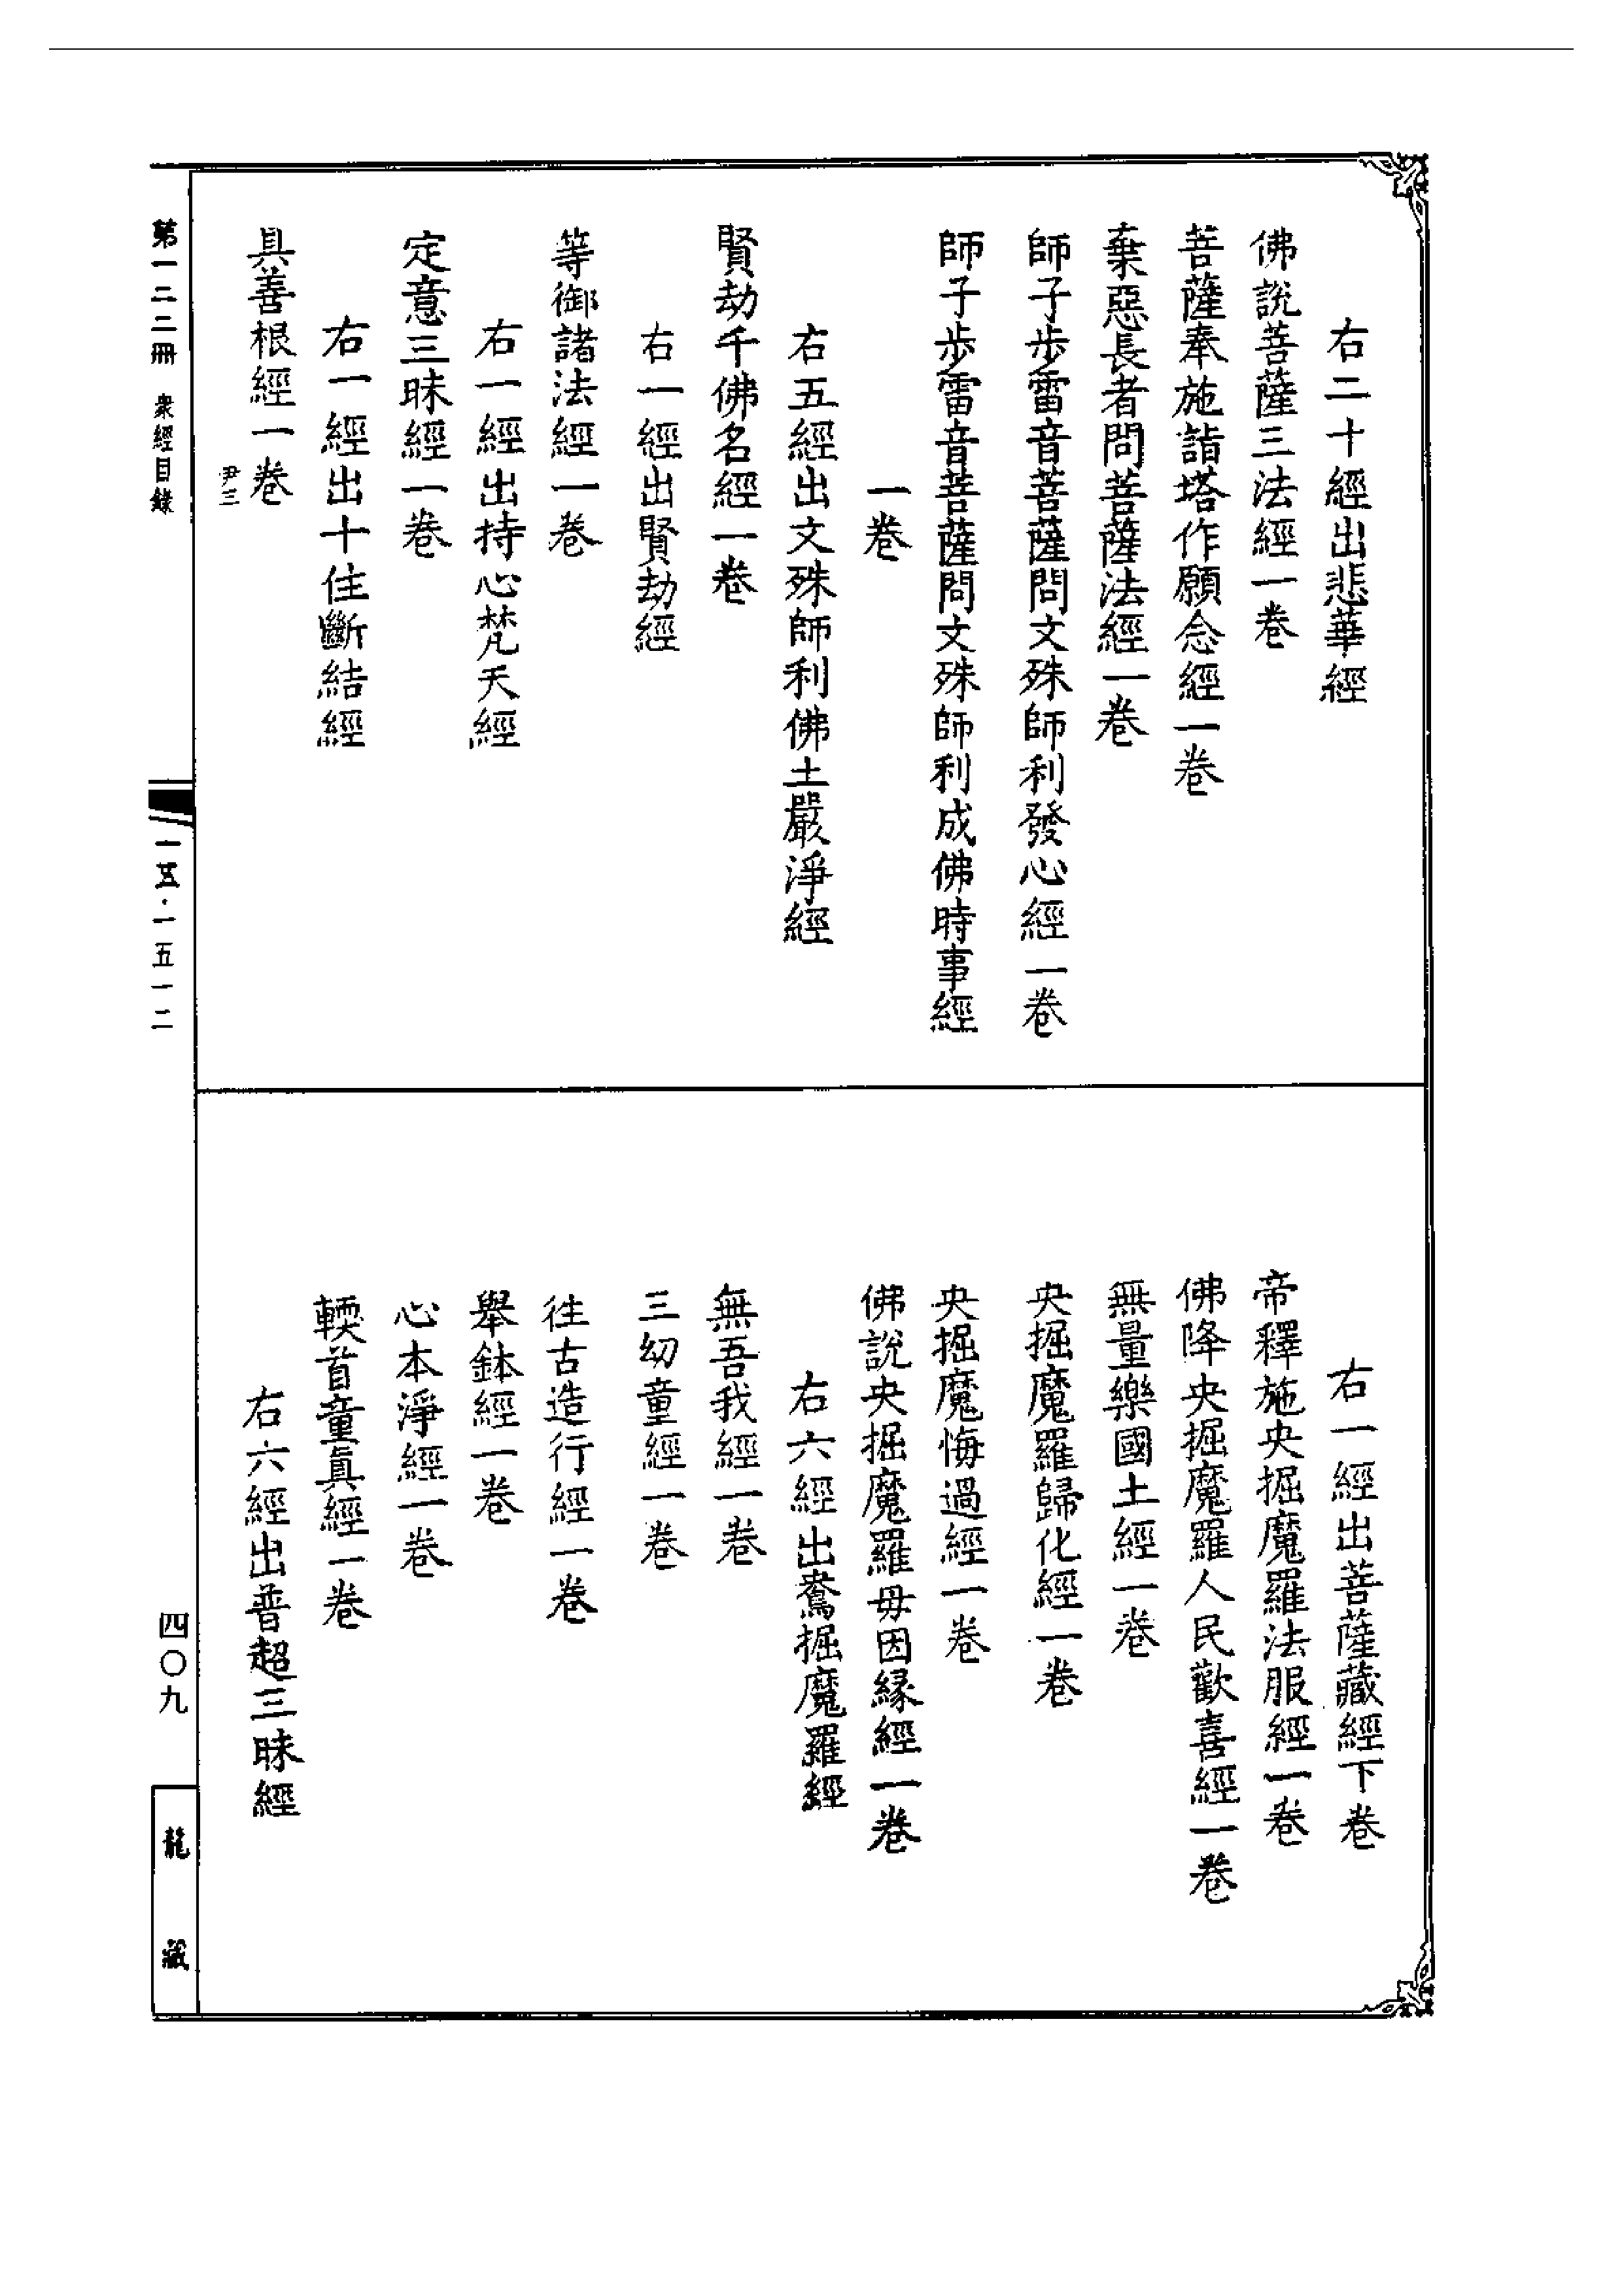 右二十經出悲華經
佛說菩薩三法經一卷
菩薩奉施詣塔作願念經一卷
棄惡長者問菩薩法經一卷
師子步雷音菩薩問文殊師利發心經一卷
師子步雷音菩薩問文殊師利成佛時事經
一卷
右五經出文殊師利佛土嚴淨經
賢劫千佛名經一卷
右一經出賢劫經
等御諸法經一卷
右一經出持心梵天經
定意三昧經一卷
右一經出十住斷結經
具善根經一卷
尹三
右一經出菩薩藏經下卷
帝釋施央掘魔羅法服經一卷
佛降央掘魔羅人民歡喜經一卷
無量樂國土經一卷
央掘魔羅歸化經一卷
央掘魔悔過經一卷
佛說央掘魔羅母因緣經一卷
右六經出鴦掘魔羅經
無吾我經一卷
三幼童經一卷
往古造行經一卷
舉鉢經一卷
心本淨經一卷
軟首童真經一卷
右六經出普超三昧經
第一二二冊 衆經目錄
一五·一五一二
四〇九
龍藏